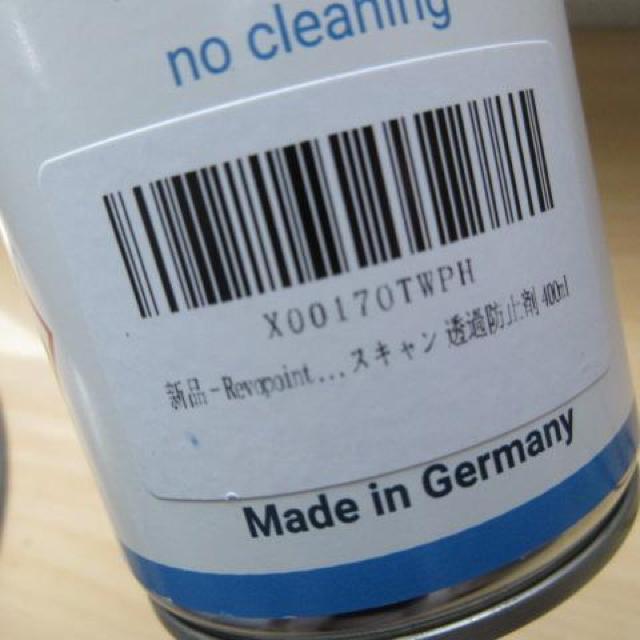 no cleaning
X00170TWPH
新品-Revopoint...スキャン 透過防止剤 400ml
Made in Germany